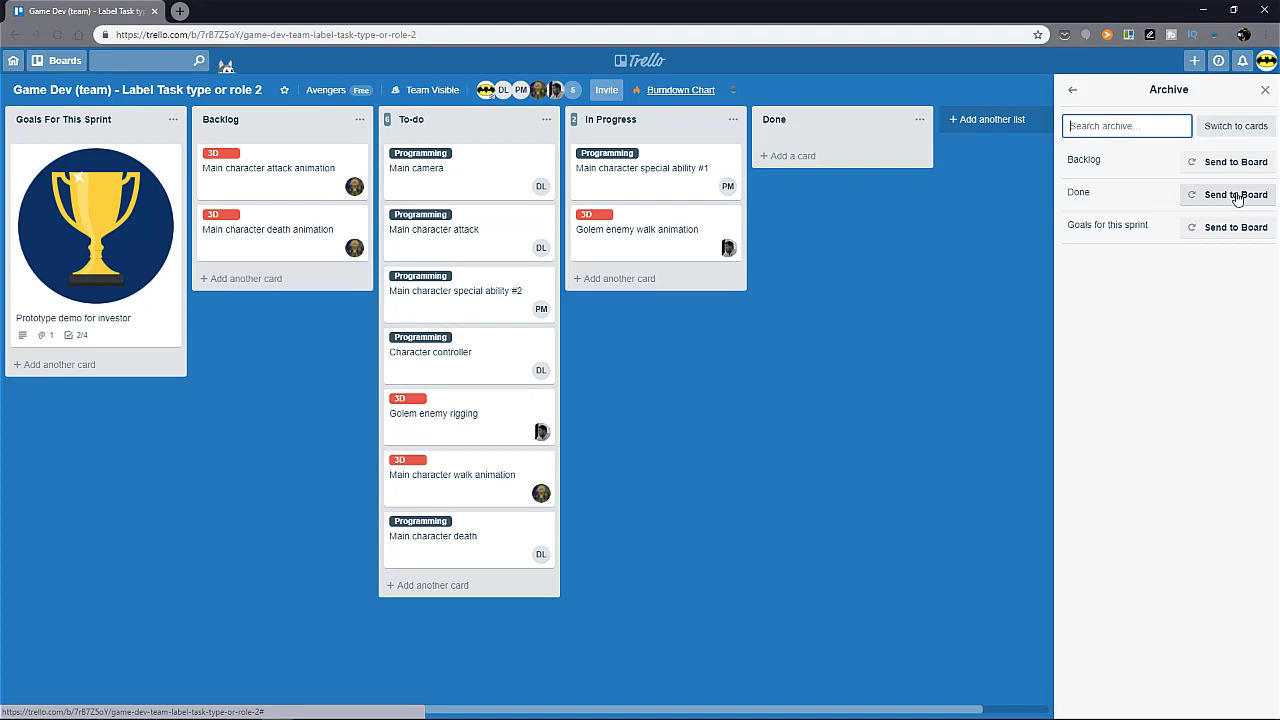 Game Dev (team) - Label Task typ
https://trello.com/b/7rB7Z5oY/game-dev-team-label-task-type-or-role-2
Boards
Trello
Game Dev (team) - Label Task type or role 2
Avengers Free
Team Visible
DL
PM
5
Invite
Burndown Chart
Goals For This Sprint
Prototype demo for investor
1
2/4
+ Add another card
Backlog
3D
Main character attack animation
3D
Main character death animation
+ Add another card
6 To-do
Programming
Main camera
DL
Programming
Main character attack
DL
Programming
Main character special ability #2
PM
Programming
Character controller
DL
3D
Golem enemy rigging
3D
Main character walk animation
Programming
Main character death
DL
+ Add another card
2 In Progress
Programming
Main character special ability #1
PM
3D
Golem enemy walk animation
+ Add another card
Done
+ Add a card
+ Add another list
Archive
Search archive...
Switch to cards
Backlog
Send to Board
Done
Send to Board
Goals for this sprint
Send to Board
https://trello.com/b/7rB7Z5oY/game-dev-team-label-task-type-or-role-2#